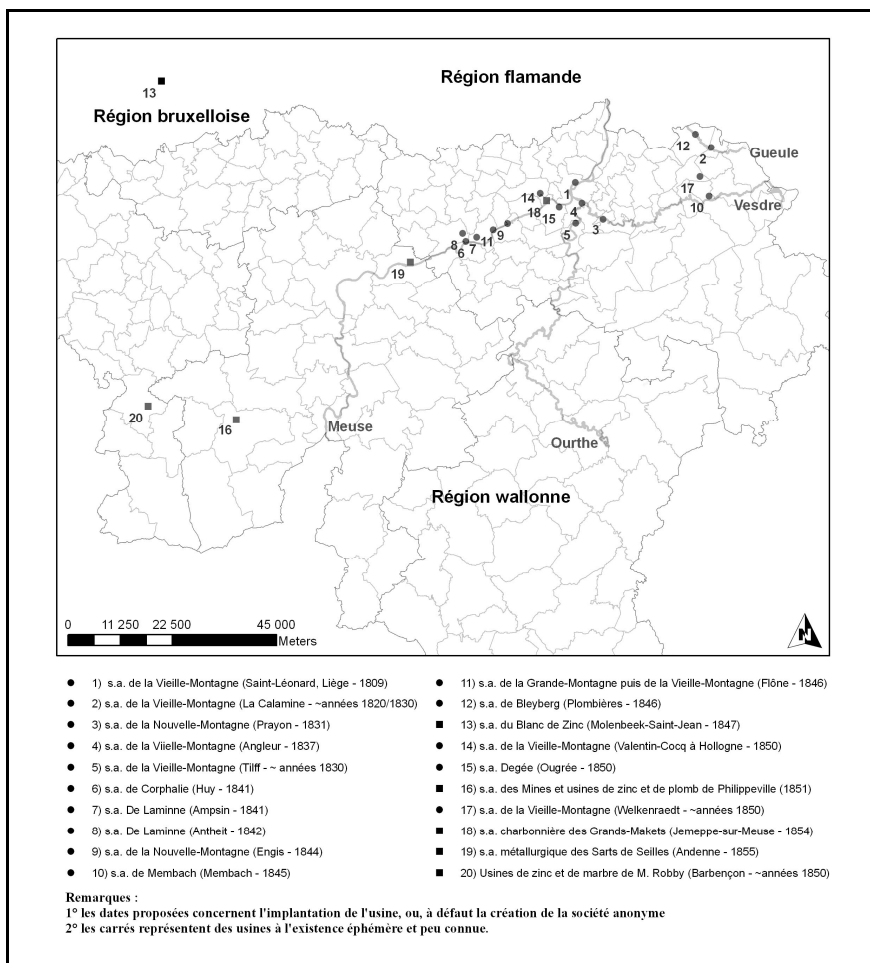 Région flamande
13
Région bruxelloise
12
2
Gueule
17
14
1
10
Vesdre
18
15
4
3
5
8
6
7
11
9
19
20
16
Meuse
Ourthe
Région wallonne
0 11 250 22 500 45 000
Meters
N
1) s.a. de la Vieille-Montagne (Saint-Léonard, Liège - 1809)
2) s.a. de la Vieille-Montagne (La Calamine - ~années 1820/1830)
3) s.a. de la Nouvelle-Montagne (Prayon - 1831)
4) s.a. de la Viieille-Montagne (Angleur - 1837)
5) s.a. de la Vieille-Montagne (Tilff - ~ années 1830)
6) s.a. de Corphalie (Huy - 1841)
7) s.a. De Laminne (Ampsin - 1841)
8) s.a. De Laminne (Antheit - 1842)
9) s.a. de la Nouvelle-Montagne (Engis - 1844)
10) s.a. de Membach (Membach - 1845)
11) s.a. de la Grande-Montagne puis de la Vieille-Montagne (Flône - 1846)
12) s.a. de Bleyberg (Plombières - 1846)
13) s.a. du Blanc de Zinc (Molenbeek-Saint-Jean - 1847)
14) s.a. de la Vieille-Montagne (Valentin-Cocq à Hollogne - 1850)
15) s.a. Degée (Ougrée - 1850)
16) s.a. des Mines et usines de zinc et de plomb de Philippeville (1851)
17) s.a. de la Vieille-Montagne (Welkenraedt - ~années 1850)
18) s.a. charbonnière des Grands-Makets (Jemeppe-sur-Meuse - 1854)
19) s.a. métallurgique des Sarts de Seilles (Andenne - 1855)
20) Usines de zinc et de marbre de M. Robby (Barbençon - ~années 1850)
Remarques :
1° les dates proposées concernent l'implantation de l'usine, ou, à défaut la création de la société anonyme
2° les carrés représentent des usines à l'existence éphémère et peu connue.